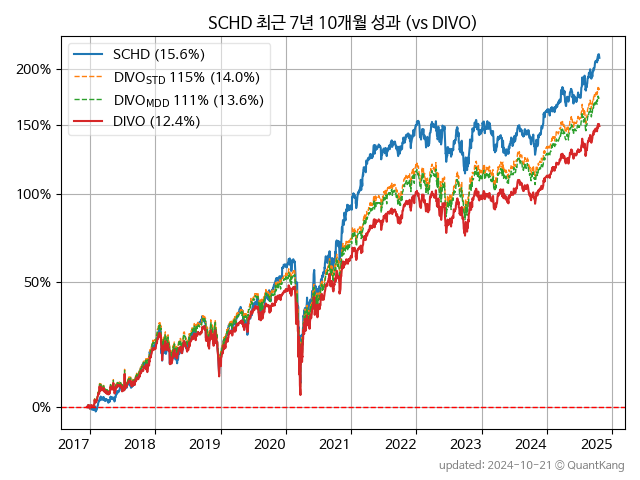 SCHD 최근 7년 10개월 성과 (vs DIVO)
SCHD (15.6%)
DIVO_STD 115% (14.0%)
DIVO_MDD 111% (13.6%)
DIVO (12.4%)
200%
150%
100%
50%
0%
2017 2018 2019 2020 2021 2022 2023 2024 2025
updated: 2024-10-21 © QuantKang